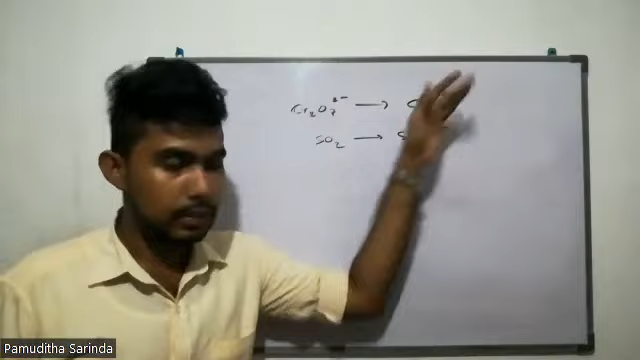 Cr₂O₇²⁻ →
SO₂ →
Pamuditha Sarinda